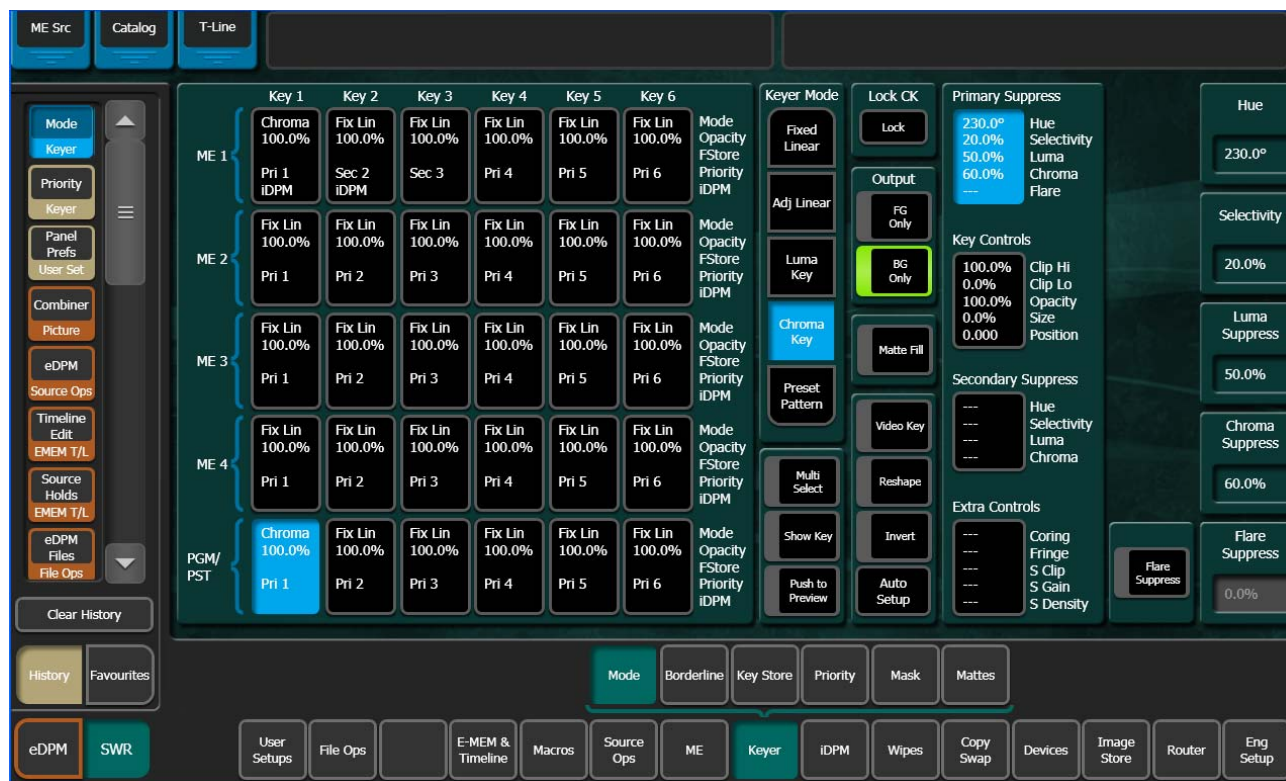 ME Src
Catalog
T-Line
Mode
Keyer
Priority
Keyer
Panel
Prefs
User Set
Combiner
Picture
eDPM
Source Ops
Timeline
Edit
EMEM T/L
Source
Holds
EMEM T/L
eDPM
Files
File Ops
Clear History
History
Favourites
Key 1 Key 2 Key 3 Key 4 Key 5 Key 6
ME 1
Chroma Fix Lin Fix Lin Fix Lin Fix Lin Fix Lin Mode
100.0% 100.0% 100.0% 100.0% 100.0% 100.0% Opacity
FStore
Pri 1 Sec 2 Sec 3 Pri 4 Pri 5 Pri 6 Priority
iDPM iDPM iDPM
ME 2
Fix Lin Fix Lin Fix Lin Fix Lin Fix Lin Fix Lin Mode
100.0% 100.0% 100.0% 100.0% 100.0% 100.0% Opacity
FStore
Pri 1 Pri 2 Pri 3 Pri 4 Pri 5 Pri 6 Priority
iDPM
ME 3
Fix Lin Fix Lin Fix Lin Fix Lin Fix Lin Fix Lin Mode
100.0% 100.0% 100.0% 100.0% 100.0% 100.0% Opacity
FStore
Pri 1 Pri 2 Pri 3 Pri 4 Pri 5 Pri 6 Priority
iDPM
ME 4
Fix Lin Fix Lin Fix Lin Fix Lin Fix Lin Fix Lin Mode
100.0% 100.0% 100.0% 100.0% 100.0% 100.0% Opacity
FStore
Pri 1 Pri 2 Pri 3 Pri 4 Pri 5 Pri 6 Priority
iDPM
PGM/
PST
Chroma Fix Lin Fix Lin Fix Lin Fix Lin Fix Lin Mode
100.0% 100.0% 100.0% 100.0% 100.0% 100.0% Opacity
FStore
Pri 1 Pri 2 Pri 3 Pri 4 Pri 5 Pri 6 Priority
iDPM
Keyer Mode
Fixed
Linear
Adj Linear
Luma
Key
Chroma
Key
Preset
Pattern
Multi
Select
Show Key
Push to
Preview
Lock CK
Lock
Output
FG
Only
BG
Only
Matte Fill
Video Key
Reshape
Invert
Auto
Setup
Primary Suppress
230.0° Hue
20.0% Selectivity
50.0% Luma
60.0% Chroma
--- Flare
Key Controls
100.0% Clip Hi
0.0% Clip Lo
100.0% Opacity
0.0% Size
0.000 Position
Secondary Suppress
--- Hue
--- Selectivity
--- Luma
--- Chroma
Extra Controls
--- Coring
--- Fringe
--- S Clip
--- S Gain
--- S Density
Flare
Suppress
Hue
230.0°
Selectivity
20.0%
Luma
Suppress
50.0%
Chroma
Suppress
60.0%
Flare
Suppress
0.0%
Mode
Borderline
Key Store
Priority
Mask
Mattes
eDPM
SWR
User
Setups
File Ops
E-MEM &
Timeline
Macros
Source
Ops
ME
Keyer
iDPM
Wipes
Copy
Swap
Devices
Image
Store
Router
Eng
Setup